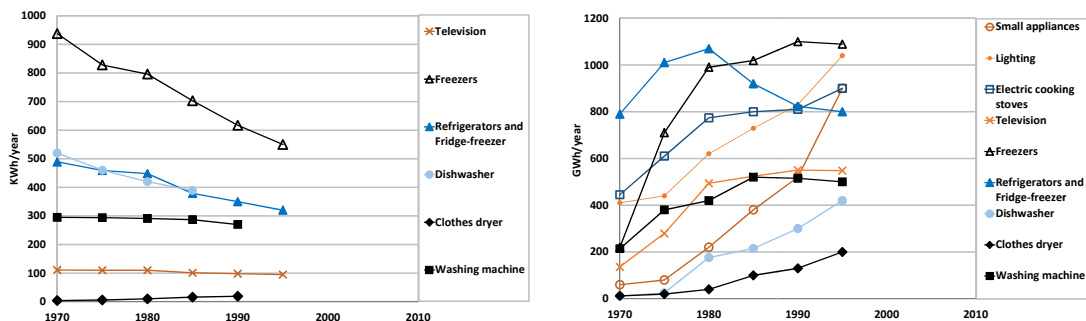 1000
900
800
700
600
500
400
300
200
100
0
KWh/year
1970
1980
1990
2000
2010
Television
Freezers
Refrigerators and
Fridge-freezer
Dishwasher
Clothes dryer
Washing machine
1200
1000
800
600
400
200
0
GWh/year
1970
1980
1990
2000
2010
Small appliances
Lighting
Electric cooking
stoves
Television
Freezers
Refrigerators and
Fridge-freezer
Dishwasher
Clothes dryer
Washing machine